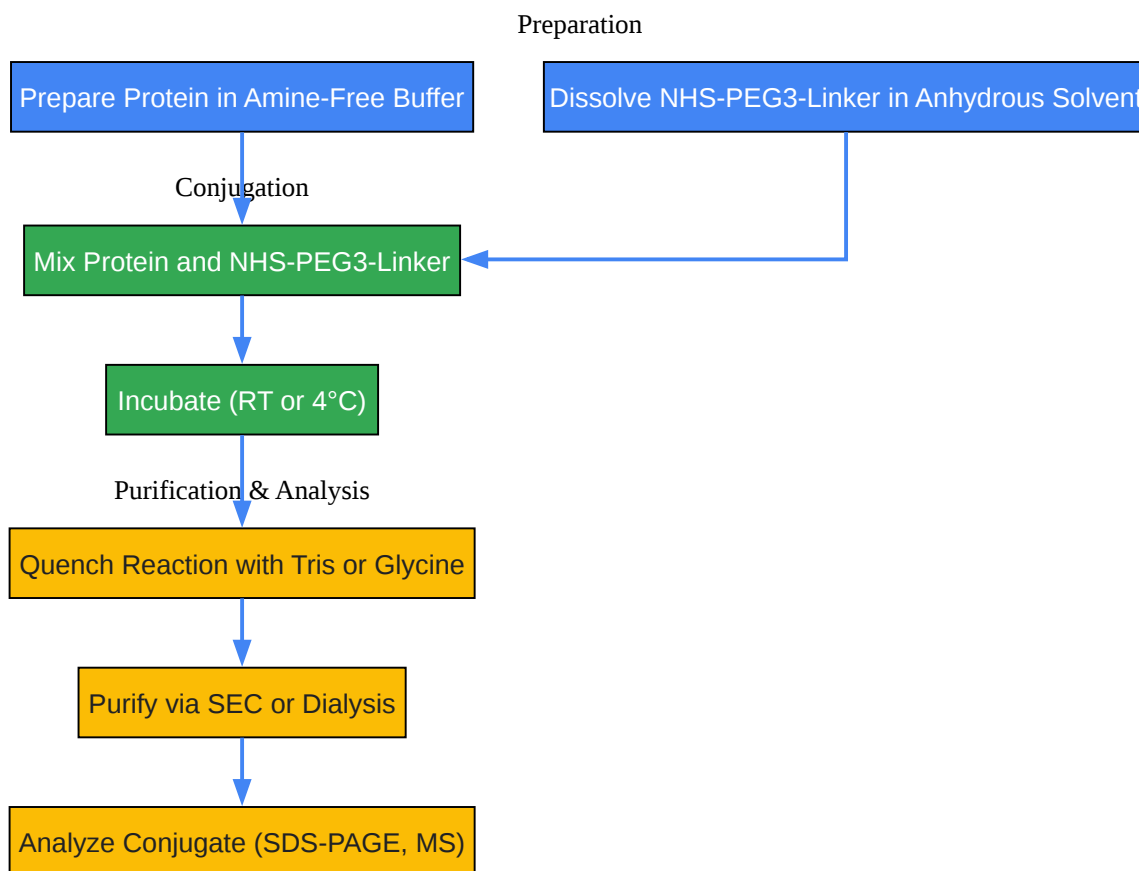 Preparation
Prepare Protein in Amine-Free Buffer
Dissolve NHS-PEG3-Linker in Anhydrous Solvent
Conjugation
Mix Protein and NHS-PEG3-Linker
Incubate (RT or 4°C)
Purification & Analysis
Quench Reaction with Tris or Glycine
Purify via SEC or Dialysis
Analyze Conjugate (SDS-PAGE, MS)